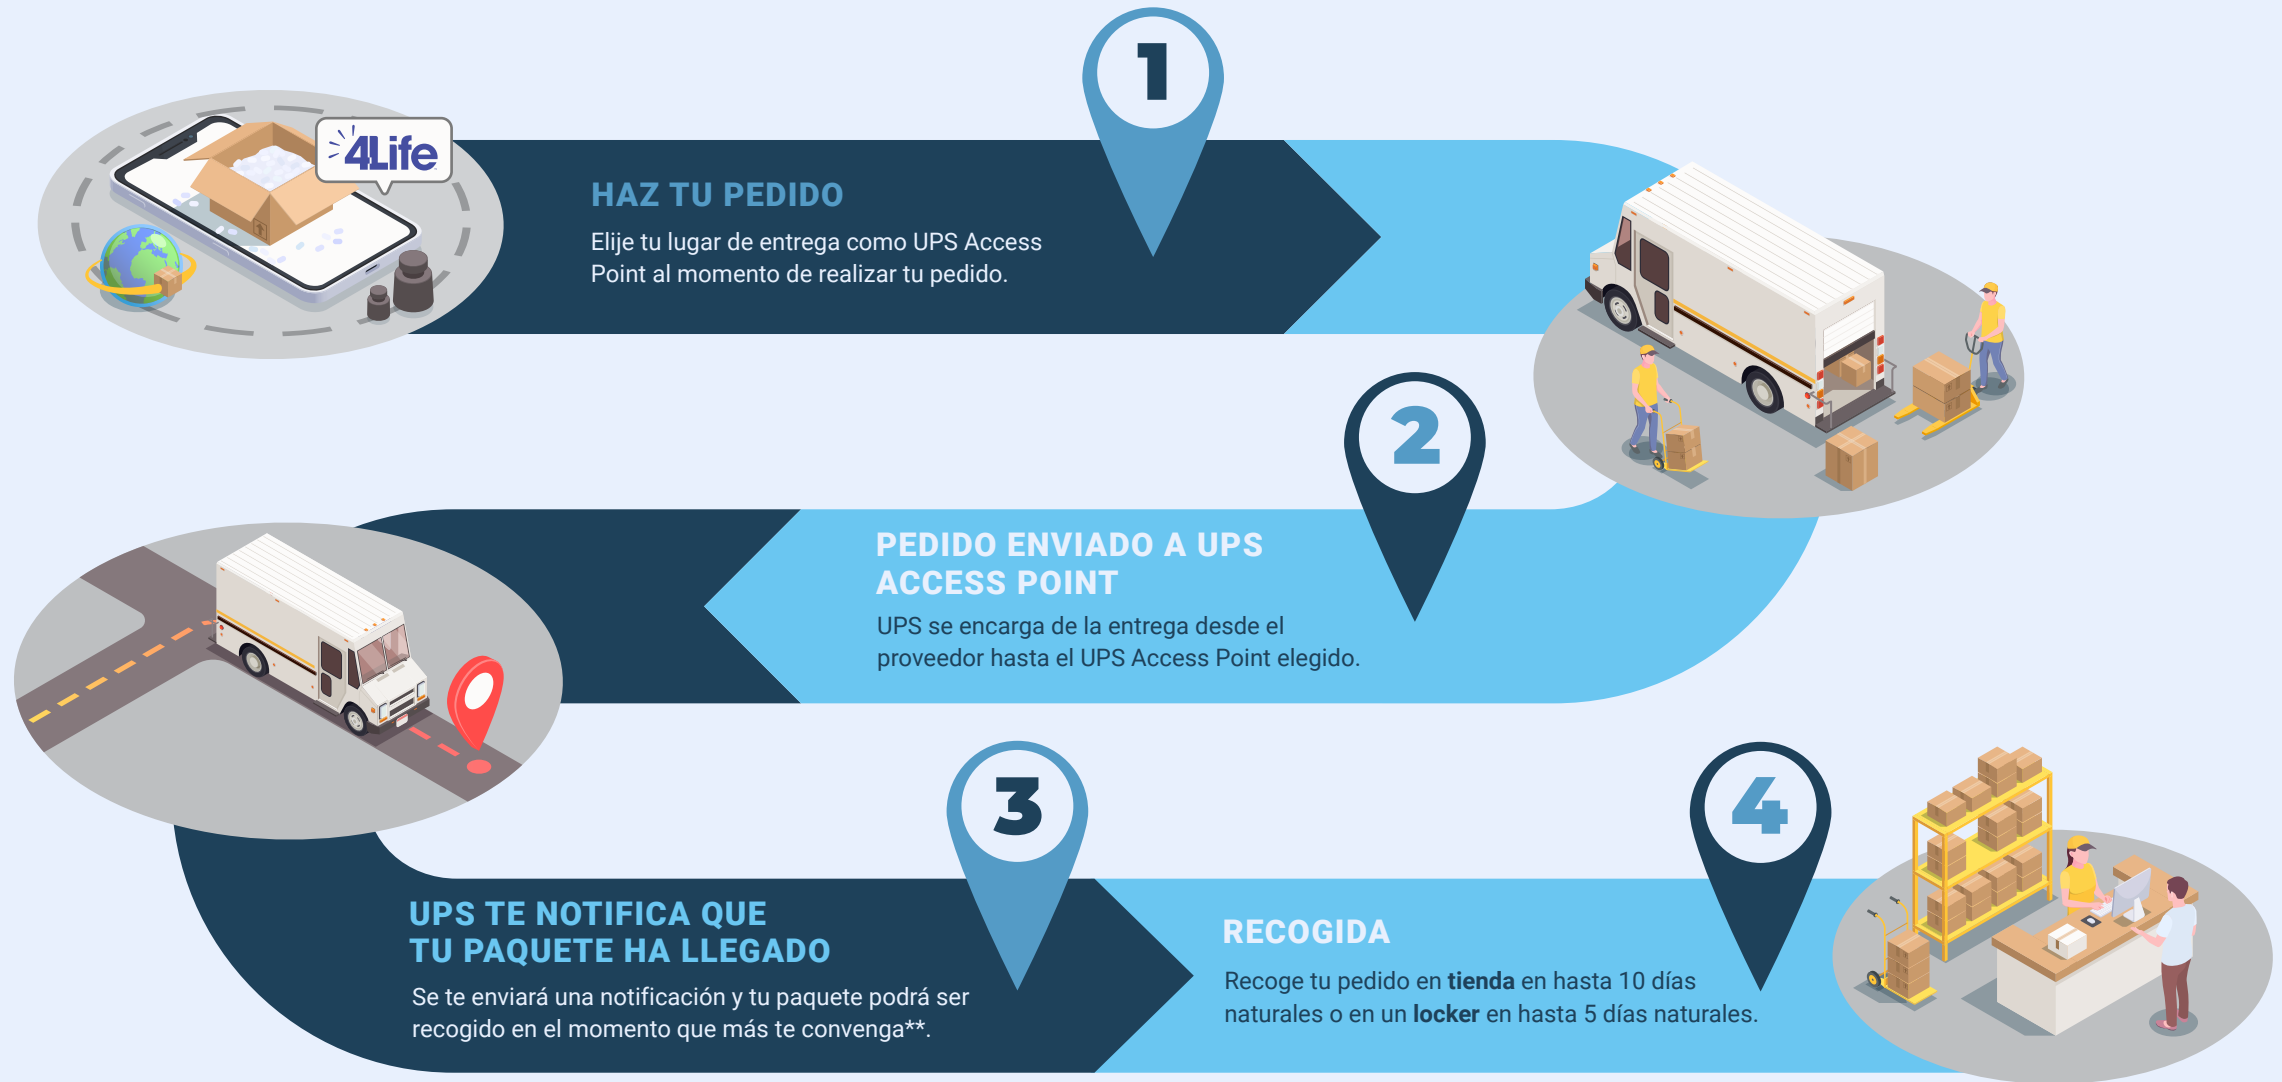 1
4Life
HAZ TU PEDIDO
Elije tu lugar de entrega como UPS Access
Point al momento de realizar tu pedido.
2
PEDIDO ENVIADO A UPS
ACCESS POINT
UPS se encarga de la entrega desde el
proveedor hasta el UPS Access Point elegido.
3
UPS TE NOTIFICA QUE
TU PAQUETE HA LLEGADO
Se te enviará una notificación y tu paquete podrá ser
recogido en el momento que más te convenga**.
4
RECOGIDA
Recoge tu pedido en tienda en hasta 10 días
naturales o en un locker en hasta 5 días naturales.